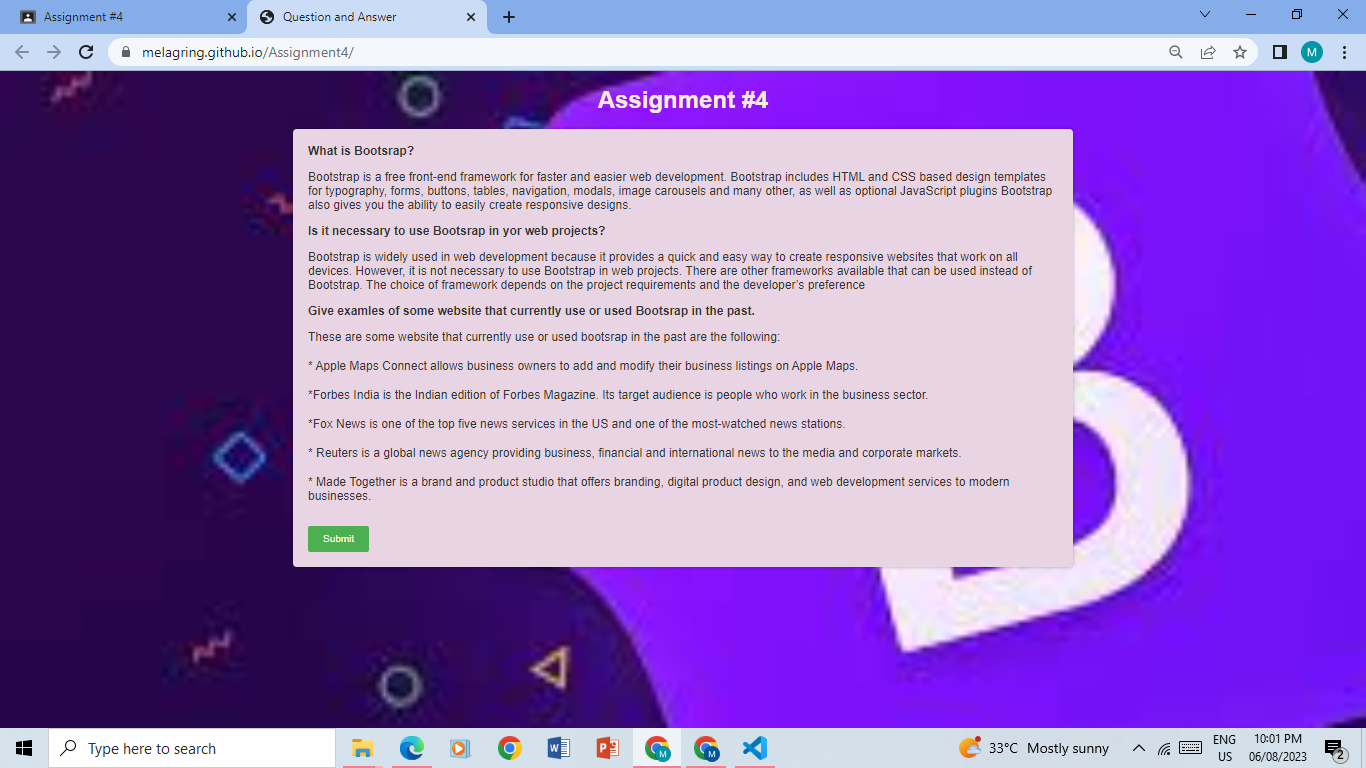 Assignment #4
Question and Answer
melagring.github.io/Assignment4/
M
Assignment #4
What is Bootsrap?
Bootstrap is a free front-end framework for faster and easier web development. Bootstrap includes HTML and CSS based design templates
for typography, forms, buttons, tables, navigation, modals, image carousels and many other, as well as optional JavaScript plugins Bootstrap
also gives you the ability to easily create responsive designs.
Is it necessary to use Bootsrap in yor web projects?
Bootstrap is widely used in web development because it provides a quick and easy way to create responsive websites that work on all
devices. However, it is not necessary to use Bootstrap in web projects. There are other frameworks available that can be used instead of
Bootstrap. The choice of framework depends on the project requirements and the developer's preference
Give examles of some website that currently use or used Bootsrap in the past.
These are some website that currently use or used bootsrap in the past are the following:
* Apple Maps Connect allows business owners to add and modify their business listings on Apple Maps.
*Forbes India is the Indian edition of Forbes Magazine. Its target audience is people who work in the business sector.
*Fox News is one of the top five news services in the US and one of the most-watched news stations.
* Reuters is a global news agency providing business, financial and international news to the media and corporate markets.
* Made Together is a brand and product studio that offers branding, digital product design, and web development services to modern
businesses.
Submit
B
Type here to search
33°C Mostly sunny
ENG
US
10:01 PM
06/08/2023
2